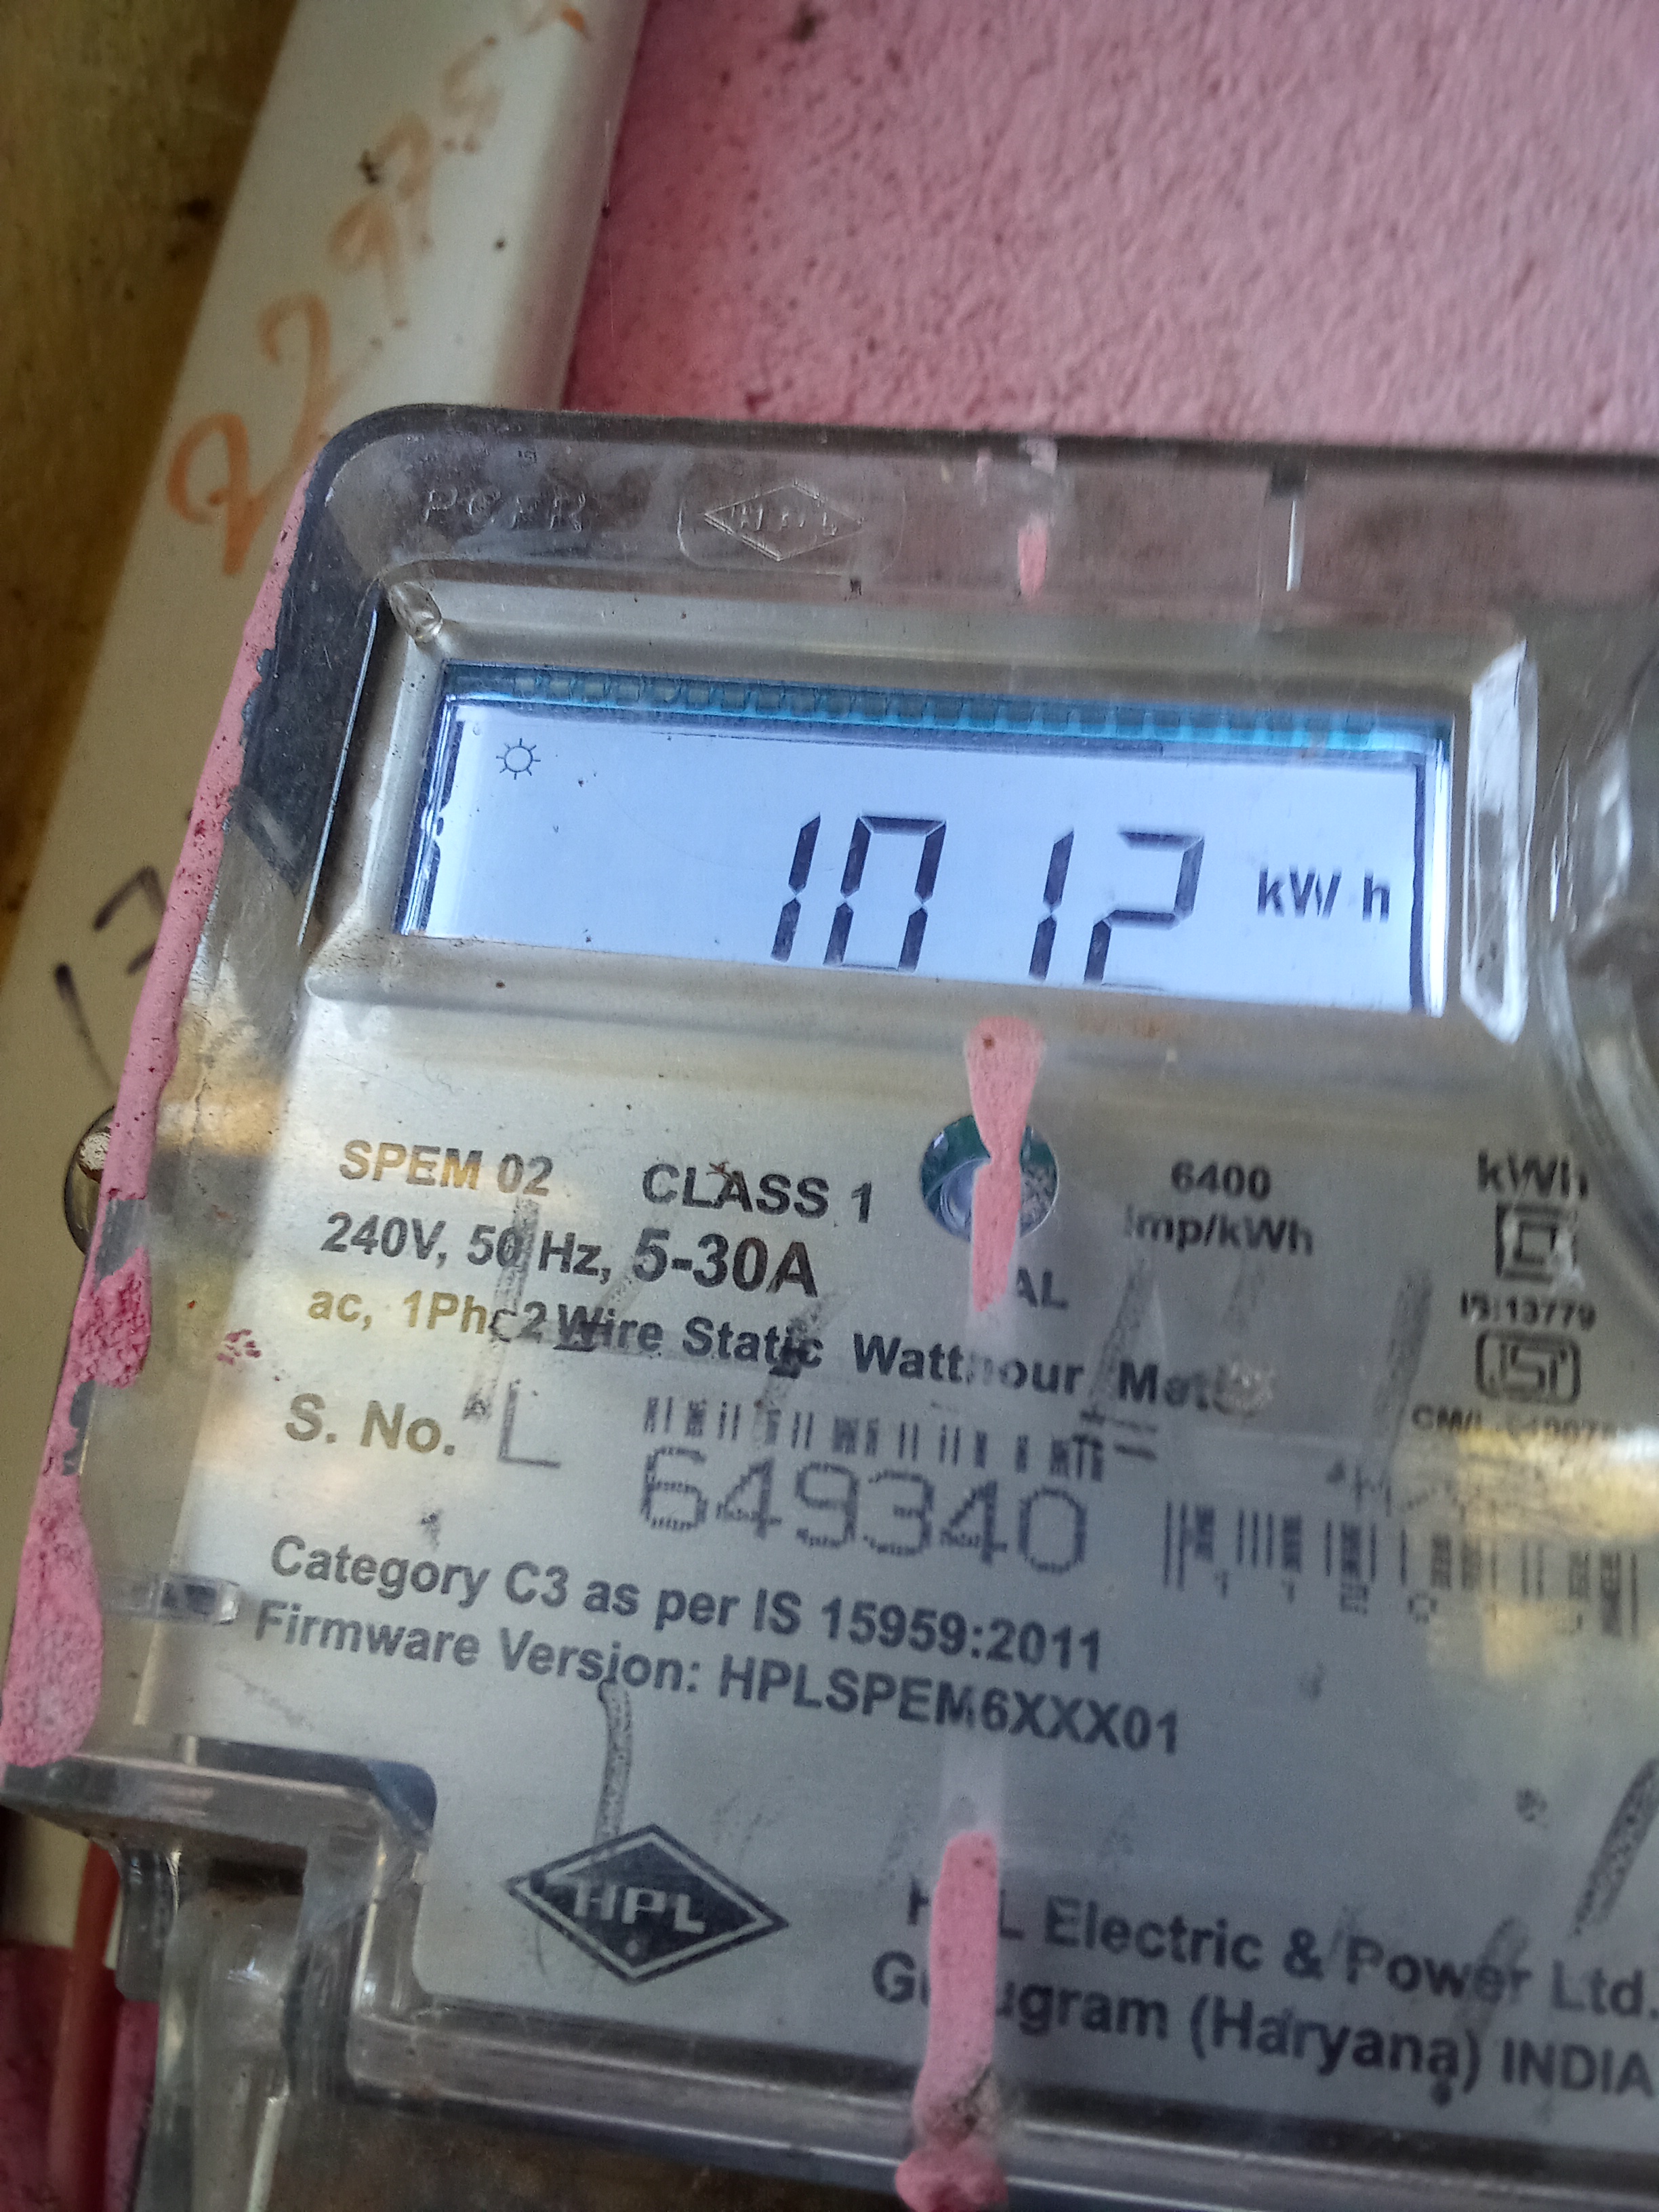 1012 kWh
SPEM 02 CLASS 1
6400
imp/kWh
kWh
240V, 50 Hz, 5-30A
ac, 1Ph, 2 Wire Static Watthour Meter
IS:13779
ISI
S. No. L
649340
Category C3 as per IS 15959:2011
Firmware Version: HPLSPEM6XXX01
HPL
Electric & Power Ltd.
(Haryana) INDIA